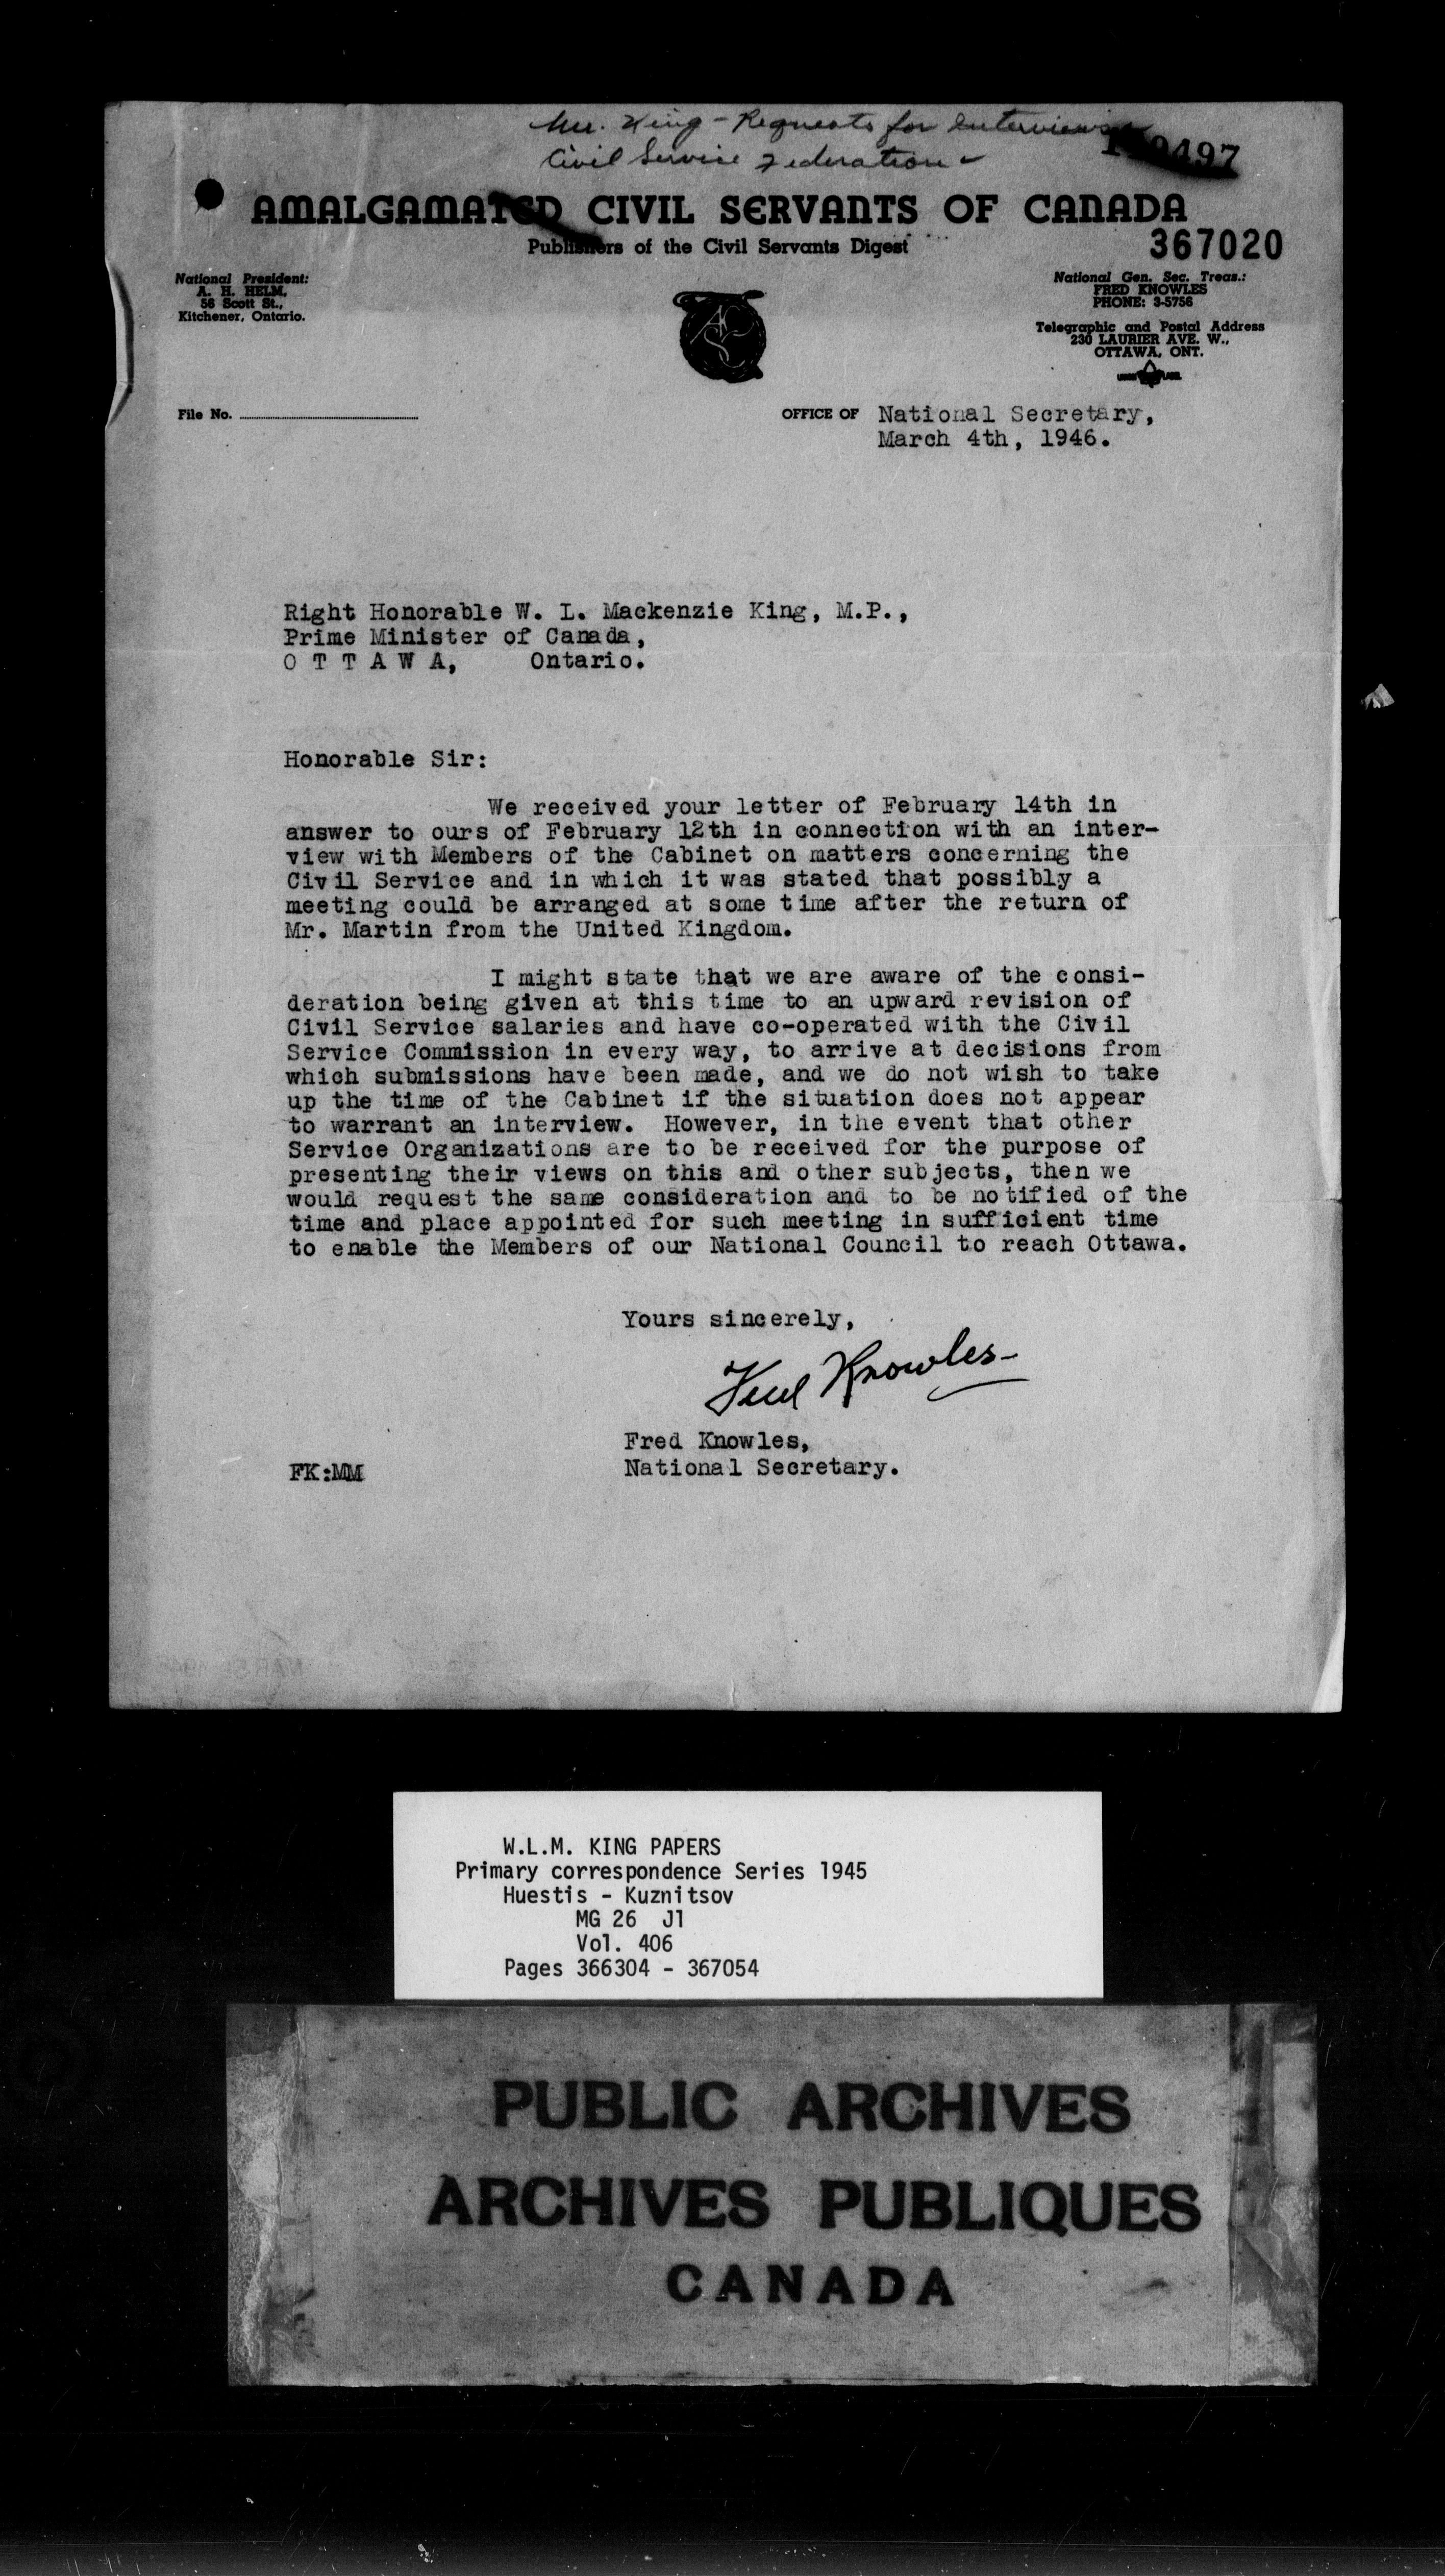 Mr. King - Requests for Interviews
Civil Service Federation
AMALGAMATED CIVIL SERVANTS OF CANADA
Publishers of the Civil Servants Digest
367020
National President:
A. H. HELM,
56 Scott St.,
Kitchener, Ontario.
ACSC
National Gen. Sec. Treas.:
FRED KNOWLES
PHONE: 3-5756
Telegraphic and Postal Address
230 LAURIER AVE. W.,
OTTAWA, ONT.
File No.
OFFICE OF National Secretary,
March 4th, 1946.
Right Honorable W. L. Mackenzie King, M.P.,
Prime Minister of Canada,
O T T A W A, Ontario.
Honorable Sir:
We received your letter of February 14th in
answer to ours of February 12th in connection with an inter-
view with Members of the Cabinet on matters concerning the
Civil Service and in which it was stated that possibly a
meeting could be arranged at some time after the return of
Mr. Martin from the United Kingdom.
I might state that we are aware of the consi-
deration being given at this time to an upward revision of
Civil Service salaries and have co-operated with the Civil
Service Commission in every way, to arrive at decisions from
which submissions have been made, and we do not wish to take
up the time of the Cabinet if the situation does not appear
to warrant an interview. However, in the event that other
Service Organizations are to be received for the purpose of
presenting their views on this and other subjects, then we
would request the same consideration and to be notified of the
time and place appointed for such meeting in sufficient time
to enable the Members of our National Council to reach Ottawa.
Yours sincerely,
Fred Knowles
Fred Knowles,
National Secretary.
FK:MM
W.L.M. KING PAPERS
Primary correspondence Series 1945
Huestis - Kuznitsov
MG 26 J1
Vol. 406
Pages 366304 - 367054
PUBLIC ARCHIVES
ARCHIVES PUBLIQUES
CANADA